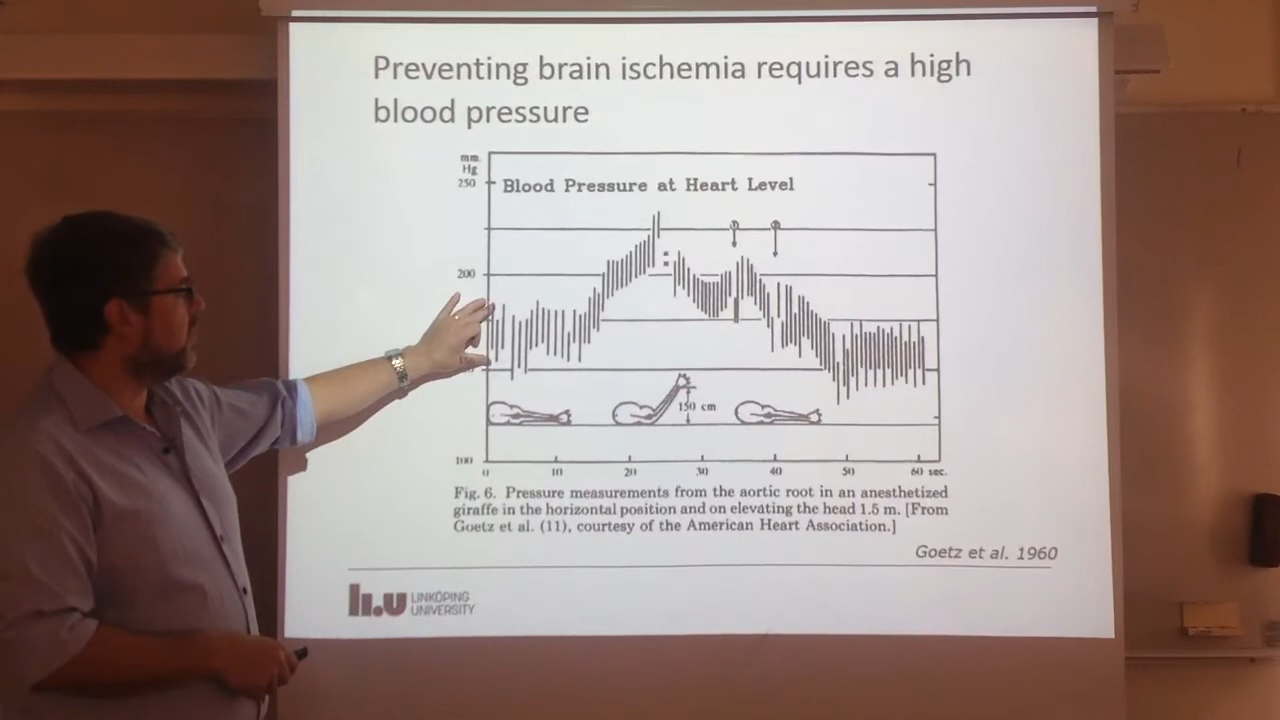 Preventing brain ischemia requires a high
blood pressure
mm.
Hg
250
Blood Pressure at Heart Level
200
150 cm
100
0 10 20 30 40 50 60 sec.
Fig. 6. Pressure measurements from the aortic root in an anesthetized
giraffe in the horizontal position and on elevating the head 1.5 m. [From
Goetz et al. (11), courtesy of the American Heart Association.]
Goetz et al. 1960
LINKÖPING
UNIVERSITY